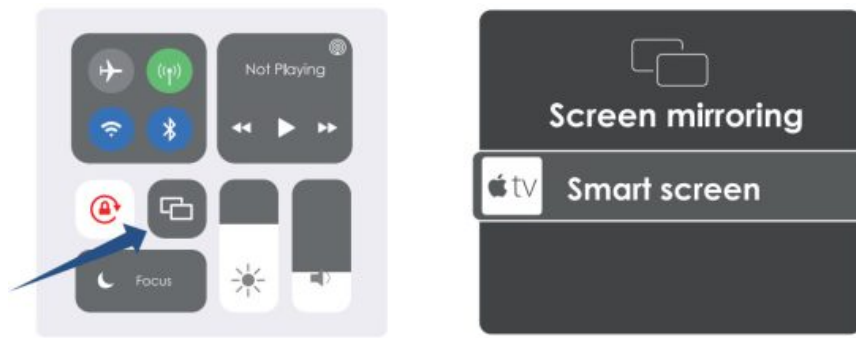 Not Playing
Focus
Screen mirroring
tv
Smart screen